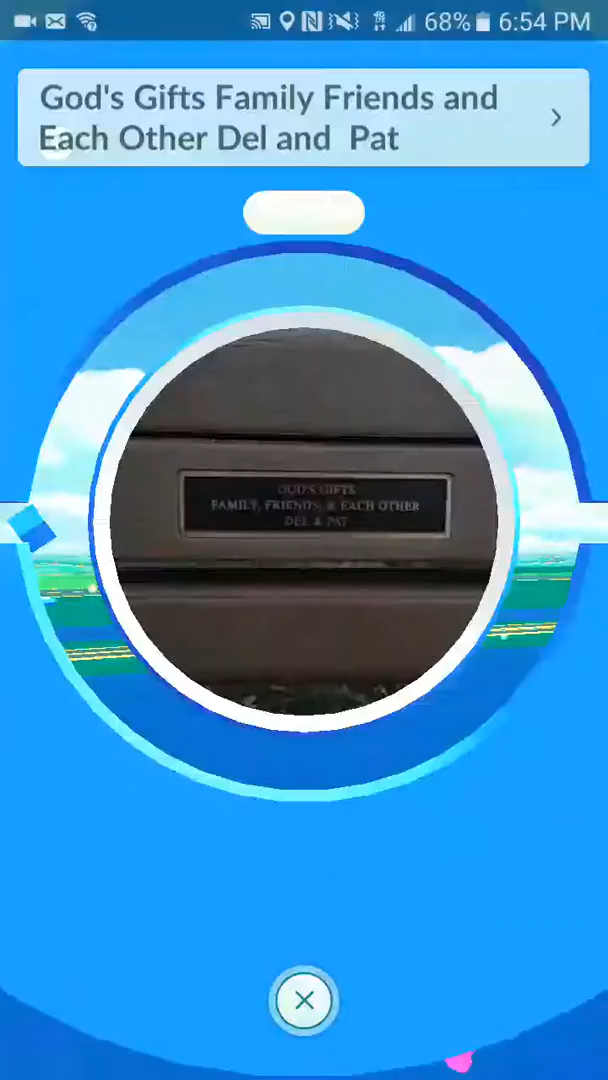 68% 6:54 PM
God's Gifts Family Friends and
Each Other Del and Pat
GOD'S GIFTS
FAMILY, FRIENDS, & EACH OTHER
DEL & PAT